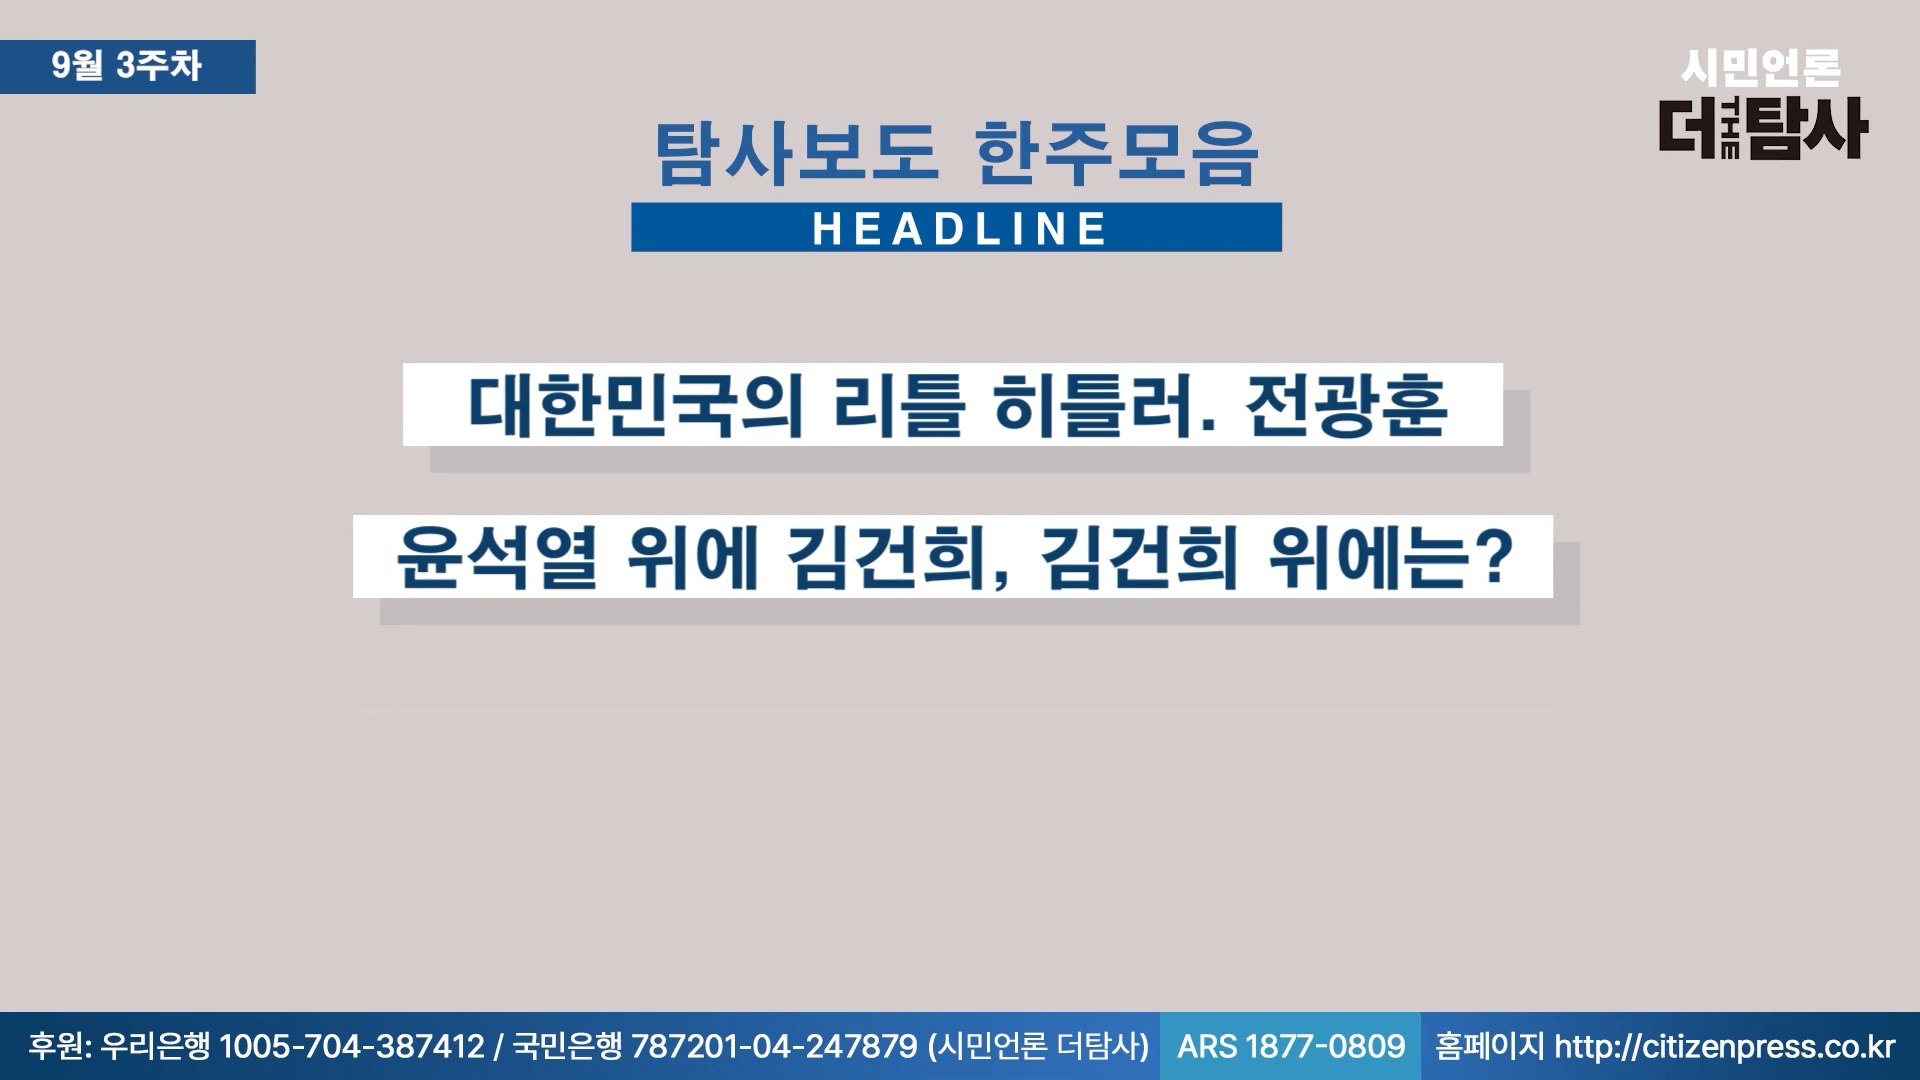 9월 3주차
시민언론
더탐사
THE
탐사보도 한주모음
HEADLINE
대한민국의 리틀 히틀러. 전광훈
윤석열 위에 김건희, 김건희 위에는?
후원: 우리은행 1005-704-387412 / 국민은행 787201-04-247879 (시민언론 더탐사) ARS 1877-0809 홈페이지 http://citizenpress.co.kr